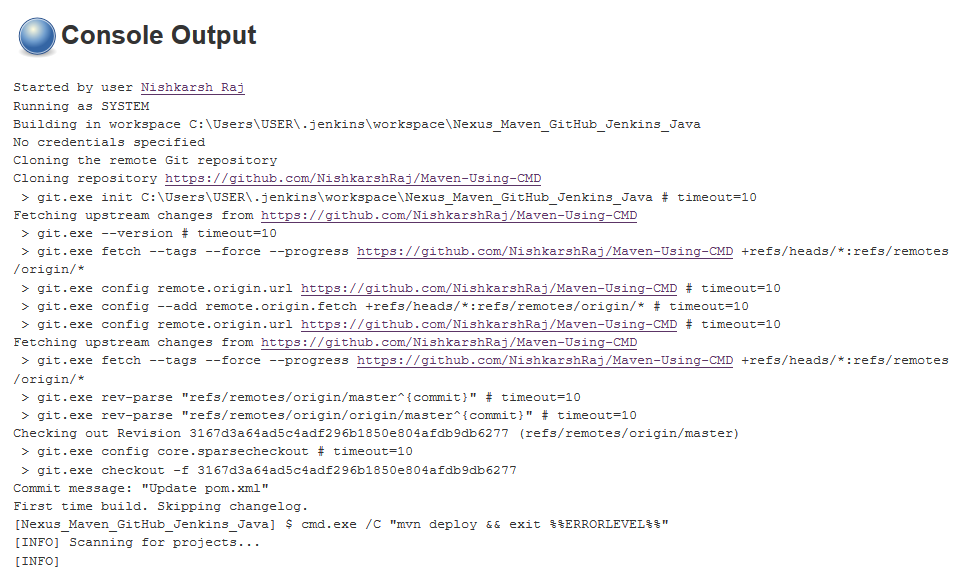 Console Output
Started by user Nishkarsh Raj
Running as SYSTEM
Building in workspace C:\Users\USER\.jenkins\workspace\Nexus_Maven_GitHub_Jenkins_Java
No credentials specified
Cloning the remote Git repository
Cloning repository https://github.com/NishkarshRaj/Maven-Using-CMD
 > git.exe init C:\Users\USER\.jenkins\workspace\Nexus_Maven_GitHub_Jenkins_Java # timeout=10
Fetching upstream changes from https://github.com/NishkarshRaj/Maven-Using-CMD
 > git.exe --version # timeout=10
 > git.exe fetch --tags --force --progress https://github.com/NishkarshRaj/Maven-Using-CMD +refs/heads/*:refs/remotes
/origin/*
 > git.exe config remote.origin.url https://github.com/NishkarshRaj/Maven-Using-CMD # timeout=10
 > git.exe config --add remote.origin.fetch +refs/heads/*:refs/remotes/origin/* # timeout=10
 > git.exe config remote.origin.url https://github.com/NishkarshRaj/Maven-Using-CMD # timeout=10
Fetching upstream changes from https://github.com/NishkarshRaj/Maven-Using-CMD
 > git.exe fetch --tags --force --progress https://github.com/NishkarshRaj/Maven-Using-CMD +refs/heads/*:refs/remotes
/origin/*
 > git.exe rev-parse "refs/remotes/origin/master^{commit}" # timeout=10
 > git.exe rev-parse "refs/remotes/origin/origin/master^{commit}" # timeout=10
Checking out Revision 3167d3a64ad5c4adf296b1850e804afdb9db6277 (refs/remotes/origin/master)
 > git.exe config core.sparsecheckout # timeout=10
 > git.exe checkout -f 3167d3a64ad5c4adf296b1850e804afdb9db6277
Commit message: "Update pom.xml"
First time build. Skipping changelog.
[Nexus_Maven_GitHub_Jenkins_Java] $ cmd.exe /C "mvn deploy && exit %%ERRORLEVEL%%"
[INFO] Scanning for projects...
[INFO]